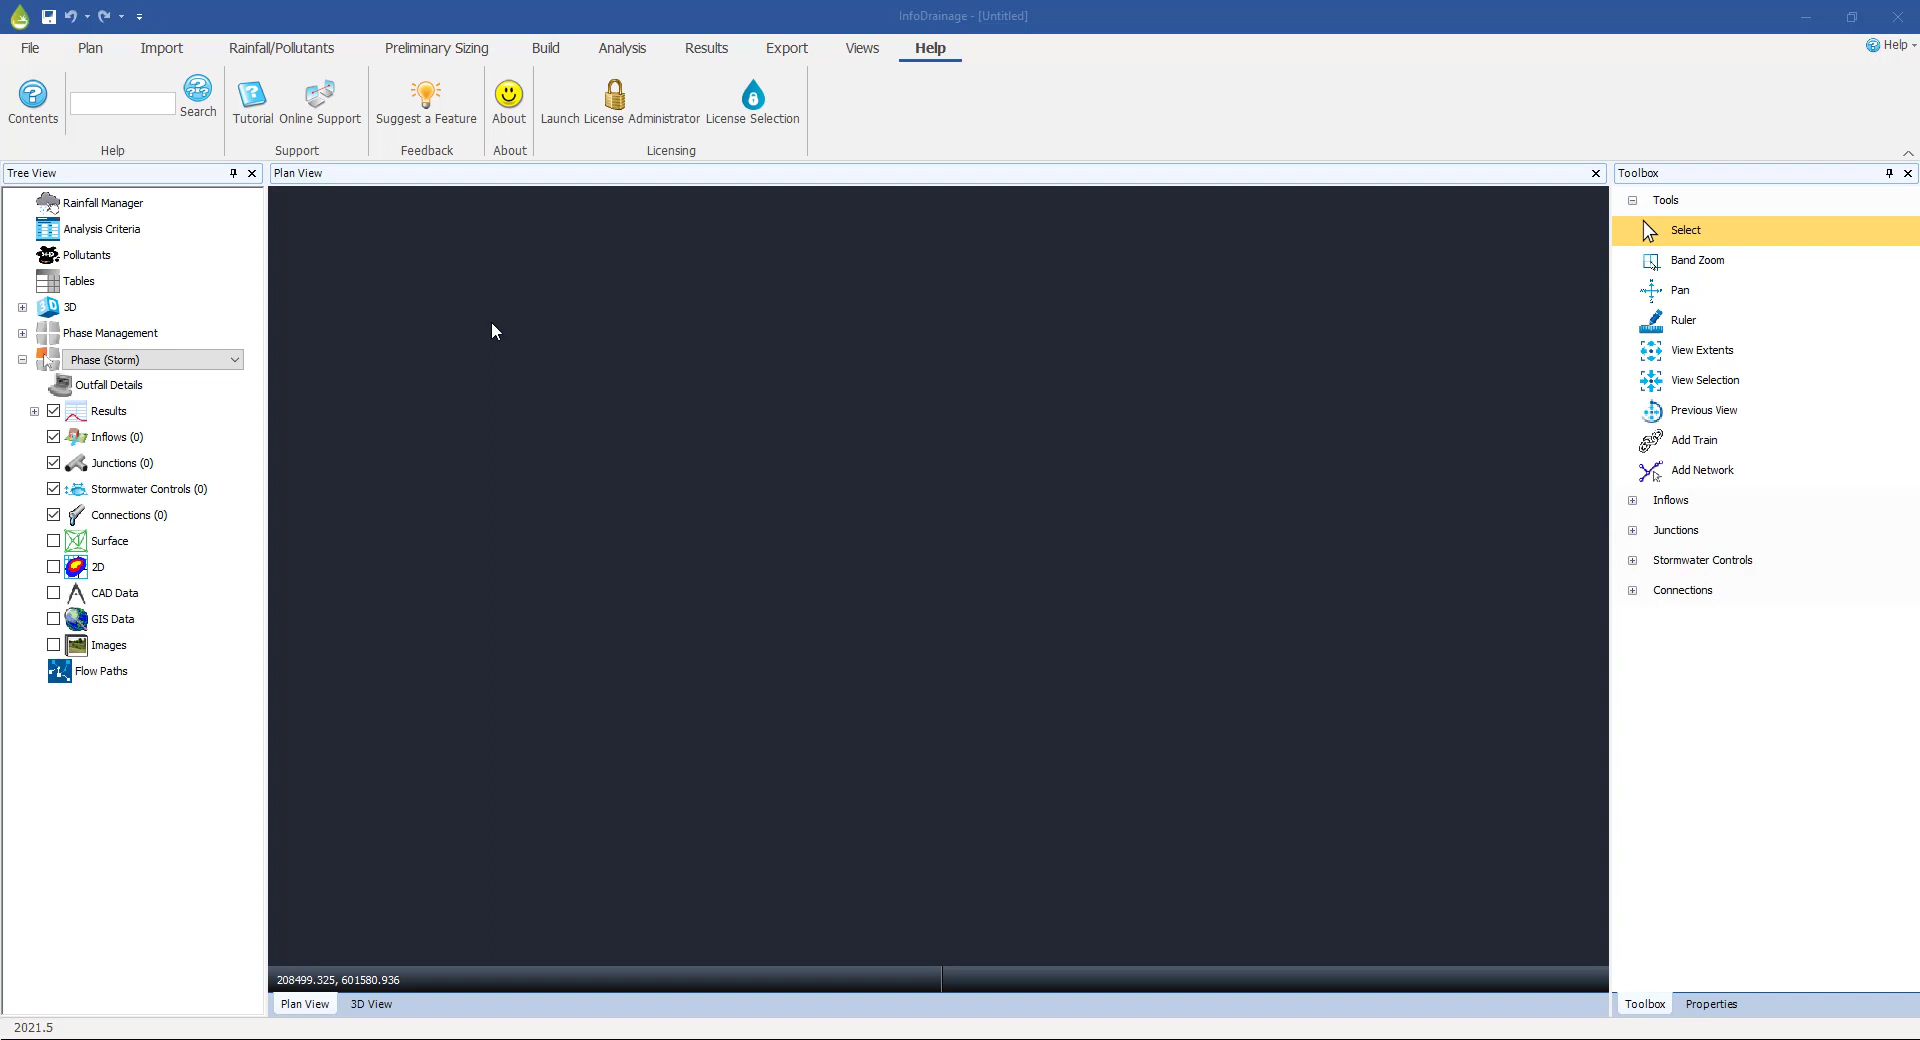 InfoDrainage - [Untitled]
File Plan Import Rainfall/Pollutants Preliminary Sizing Build Analysis Results Export Views Help
Help
Contents Search Tutorial Online Support Suggest a Feature About Launch License Administrator License Selection
Help Support Feedback About Licensing
Tree View
Rainfall Manager
Analysis Criteria
Pollutants
Tables
3D
Phase Management
Phase (Storm)
Outfall Details
Results
Inflows (0)
Junctions (0)
Stormwater Controls (0)
Connections (0)
Surface
2D
CAD Data
GIS Data
Images
Flow Paths
Plan View
208499.325, 601580.936
Plan View 3D View
Toolbox
Tools
Select
Band Zoom
Pan
Ruler
View Extents
View Selection
Previous View
Add Train
Add Network
Inflows
Junctions
Stormwater Controls
Connections
Toolbox Properties
2021.5